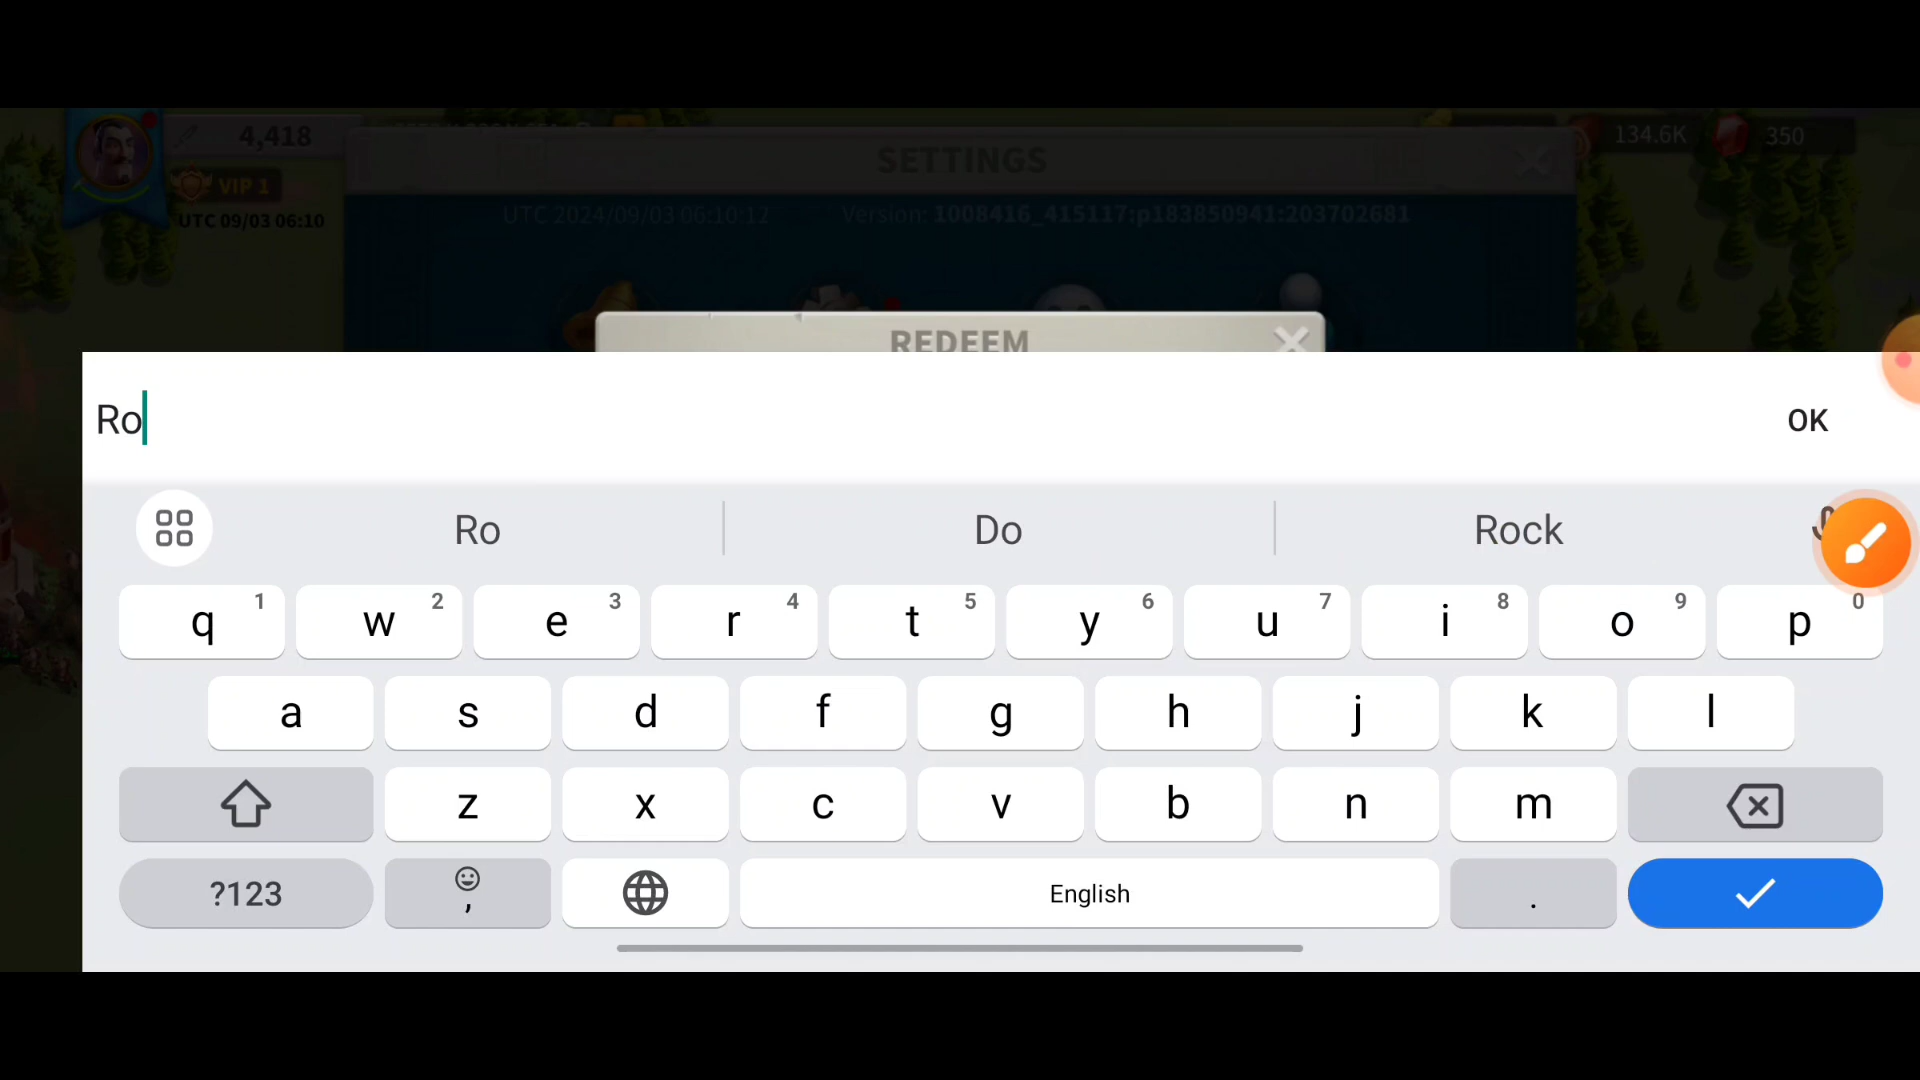 4,418
SETTINGS
134.6K
350
VIP 1
UTC 09/03 06:10
UTC 2024/09/03 06:10:12
Version: 1008416_415117:p183850941:203702681
REDEEM
Ro
OK
Ro
Do
Rock
q 1 w 2 e 3 r 4 t 5 y 6 u 7 i 8 o 9 p 0
a s d f g h j k l
z x c v b n m
?123
,
English
.